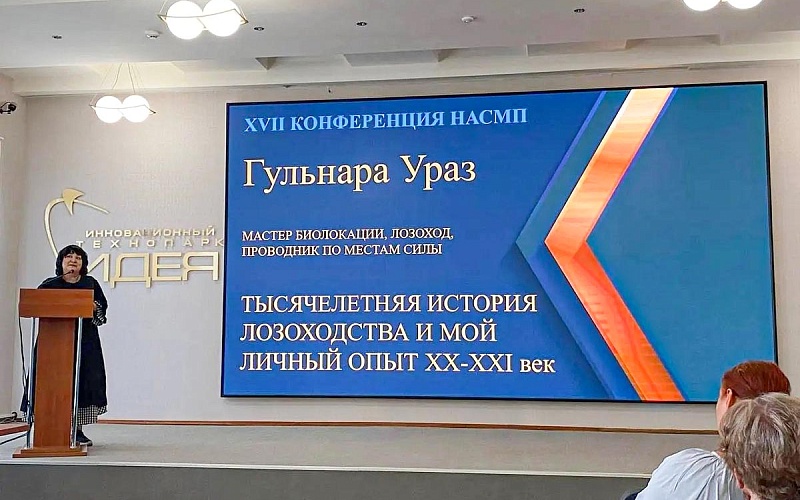 XVII КОНФЕРЕНЦИЯ НАСМП
Гульнара Ураз
МАСТЕР БИОЛОКАЦИИ, ЛОЗОХОД,
ПРОВОДНИК ПО МЕСТАМ СИЛЫ
ТЫСЯЧЕЛЕТНЯЯ ИСТОРИЯ
ЛОЗОХОДСТВА И МОЙ
ЛИЧНЫЙ ОПЫТ XX-XXI век
ИННОВАЦИОННЫЙ
ТЕХНОПАРК
ИДЕЯ